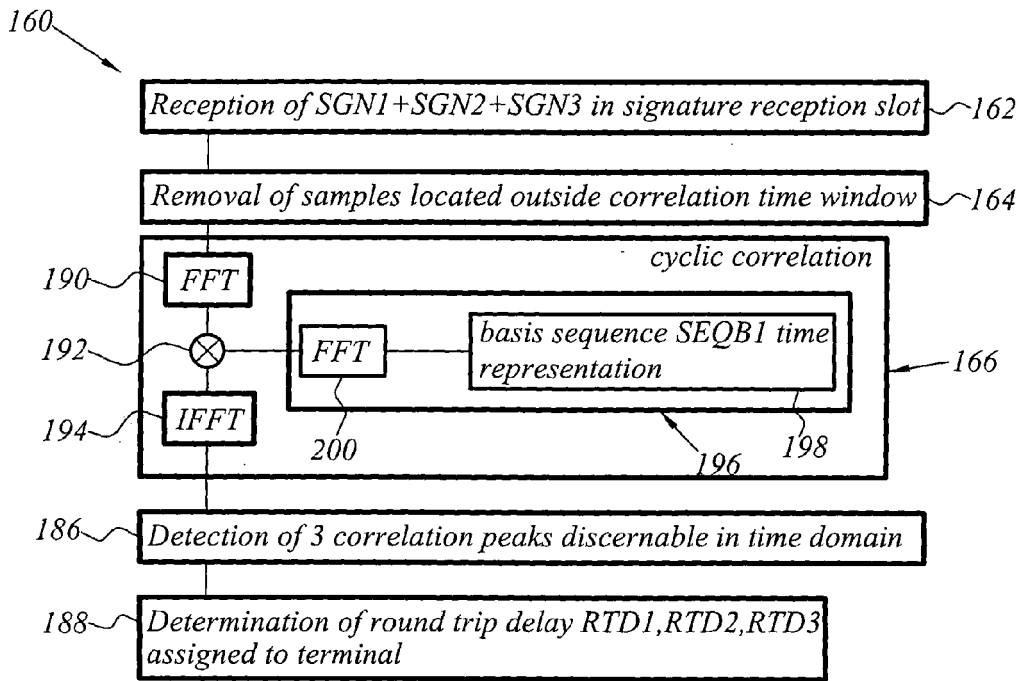 160
Reception of SGN1+SGN2+SGN3 in signature reception slot
162
Removal of samples located outside correlation time window
164
cyclic correlation
190
FFT
192
FFT
basis sequence SEQB1 time
representation
166
194
IFFT
200
196
198
186
Detection of 3 correlation peaks discernable in time domain
188
Determination of round trip delay RTD1,RTD2,RTD3
assigned to terminal